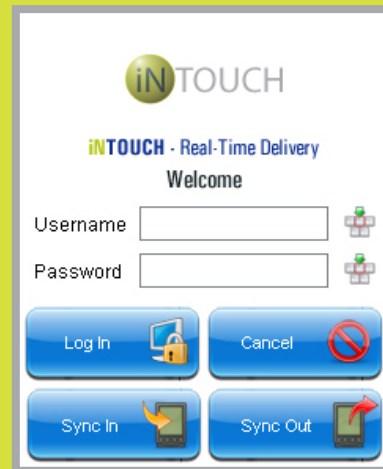 iNTOUCH
iNTOUCH - Real-Time Delivery
Welcome
Username
Password
Log In
Cancel
Sync In
Sync Out